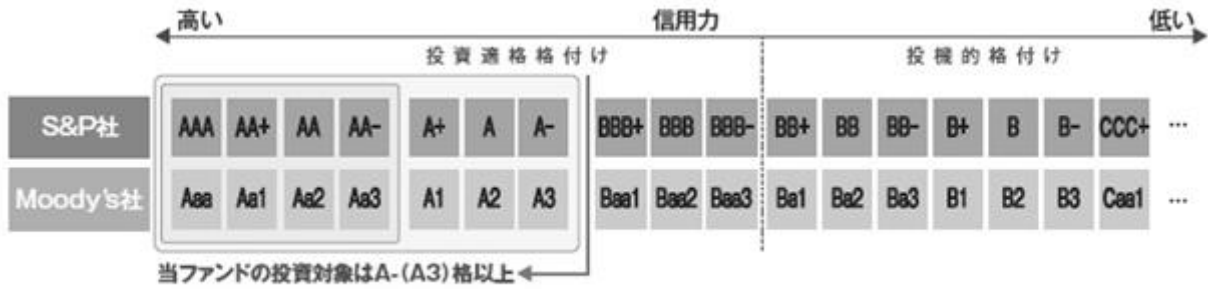 高い 信用力 低い
投資適格格付け 投機的格付け
S&P社 AAA AA+ AA AA- A+ A A- BBB+ BBB BBB- BB+ BB BB- B+ B B- CCC+ …
Moody's社 Aaa Aa1 Aa2 Aa3 A1 A2 A3 Baa1 Baa2 Baa3 Ba1 Ba2 Ba3 B1 B2 B3 Caa1 …
当ファンドの投資対象はA-(A3)格以上